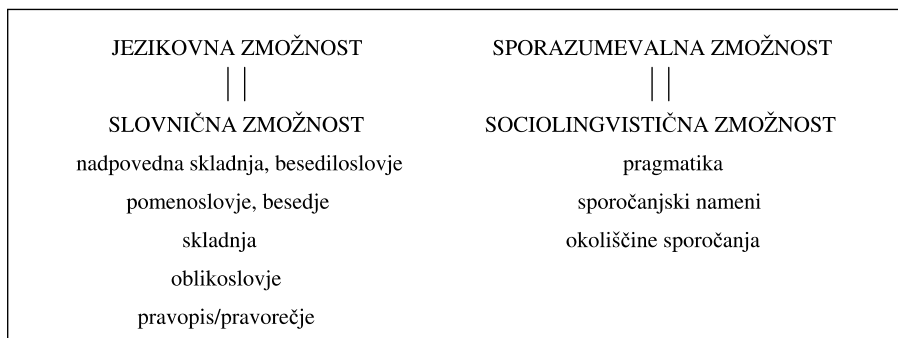 JEZIKOVNA ZMOŽNOST
SLOVNIČNA ZMOŽNOST
nadpovedna skladnja, besediloslovje
pomenoslovje, besedje
skladnja
oblikoslovje
pravopis/pravorečje
SPORAZUMEVALNA ZMOŽNOST
SOCIOLINGVISTIČNA ZMOŽNOST
pragmatika
sporočanjski nameni
okoliščine sporočanja